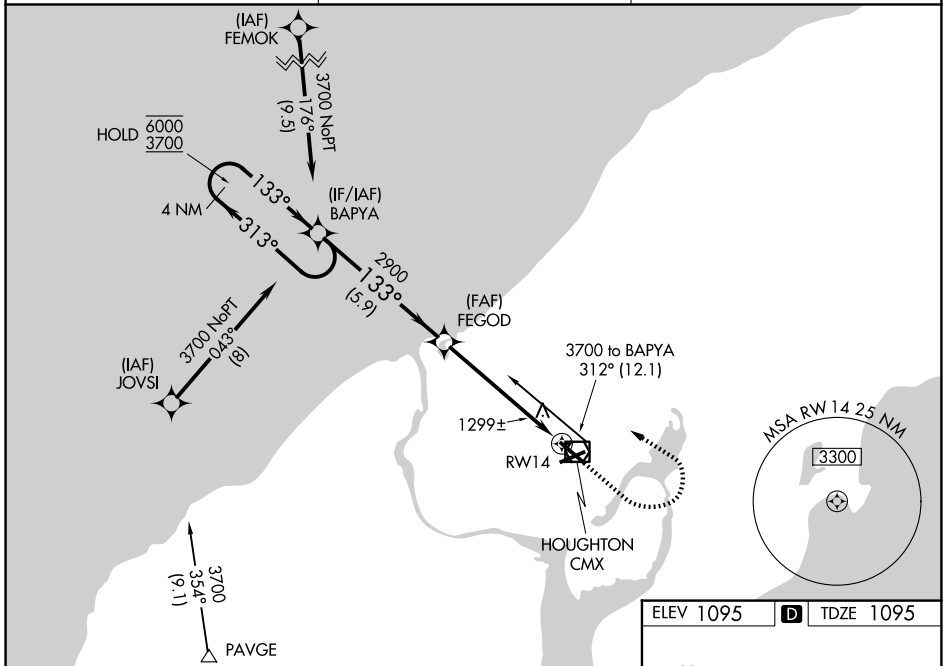 (IAF)
FEMOK
3700 NoPT
176°
(9.5)
HOLD 6000
3700
4 NM
133°
313°
(IF/IAF)
BAPYA
2900
133°
(5.9)
(FAF)
FEGOD
3700 NoPT
043°
(8)
(IAF)
JOVSI
3700 to BAPYA
312° (12.1)
1299±
RW14
HOUGHTON
CMX
MSA RW 14 25 NM
3300
3700
354°
(9.1)
PAVGE
ELEV 1095 D TDZE 1095